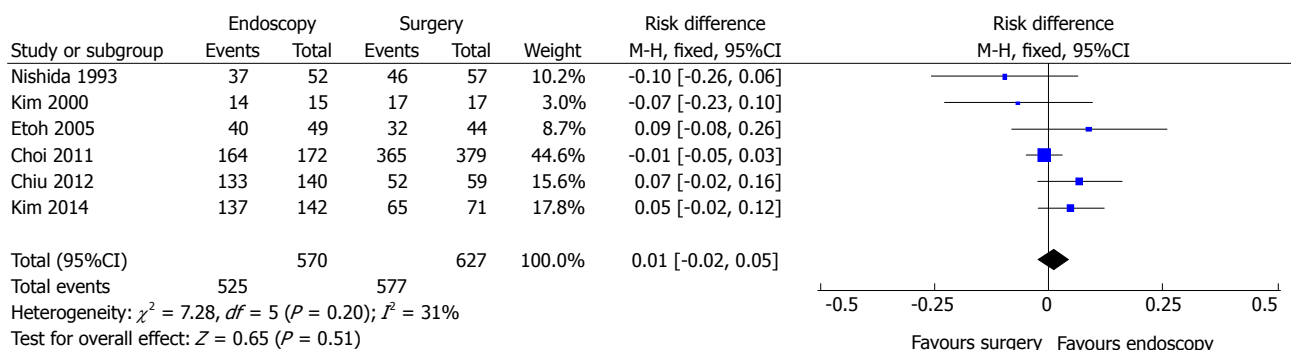 Endoscopy Surgery Risk difference Risk difference
Study or subgroup Events Total Events Total Weight M-H, fixed, 95%CI M-H, fixed, 95%CI
Nishida 1993 37 52 46 57 10.2% -0.10 [-0.26, 0.06]
Kim 2000 14 15 17 17 3.0% -0.07 [-0.23, 0.10]
Etoh 2005 40 49 32 44 8.7% 0.09 [-0.08, 0.26]
Choi 2011 164 172 365 379 44.6% -0.01 [-0.05, 0.03]
Chiu 2012 133 140 52 59 15.6% 0.07 [-0.02, 0.16]
Kim 2014 137 142 65 71 17.8% 0.05 [-0.02, 0.12]
Total (95%CI) 570 627 100.0% 0.01 [-0.02, 0.05]
Total events 525 577
Heterogeneity: χ² = 7.28, df = 5 (P = 0.20); I² = 31%
Test for overall effect: Z = 0.65 (P = 0.51)
-0.5 -0.25 0 0.25 0.5
Favours surgery Favours endoscopy